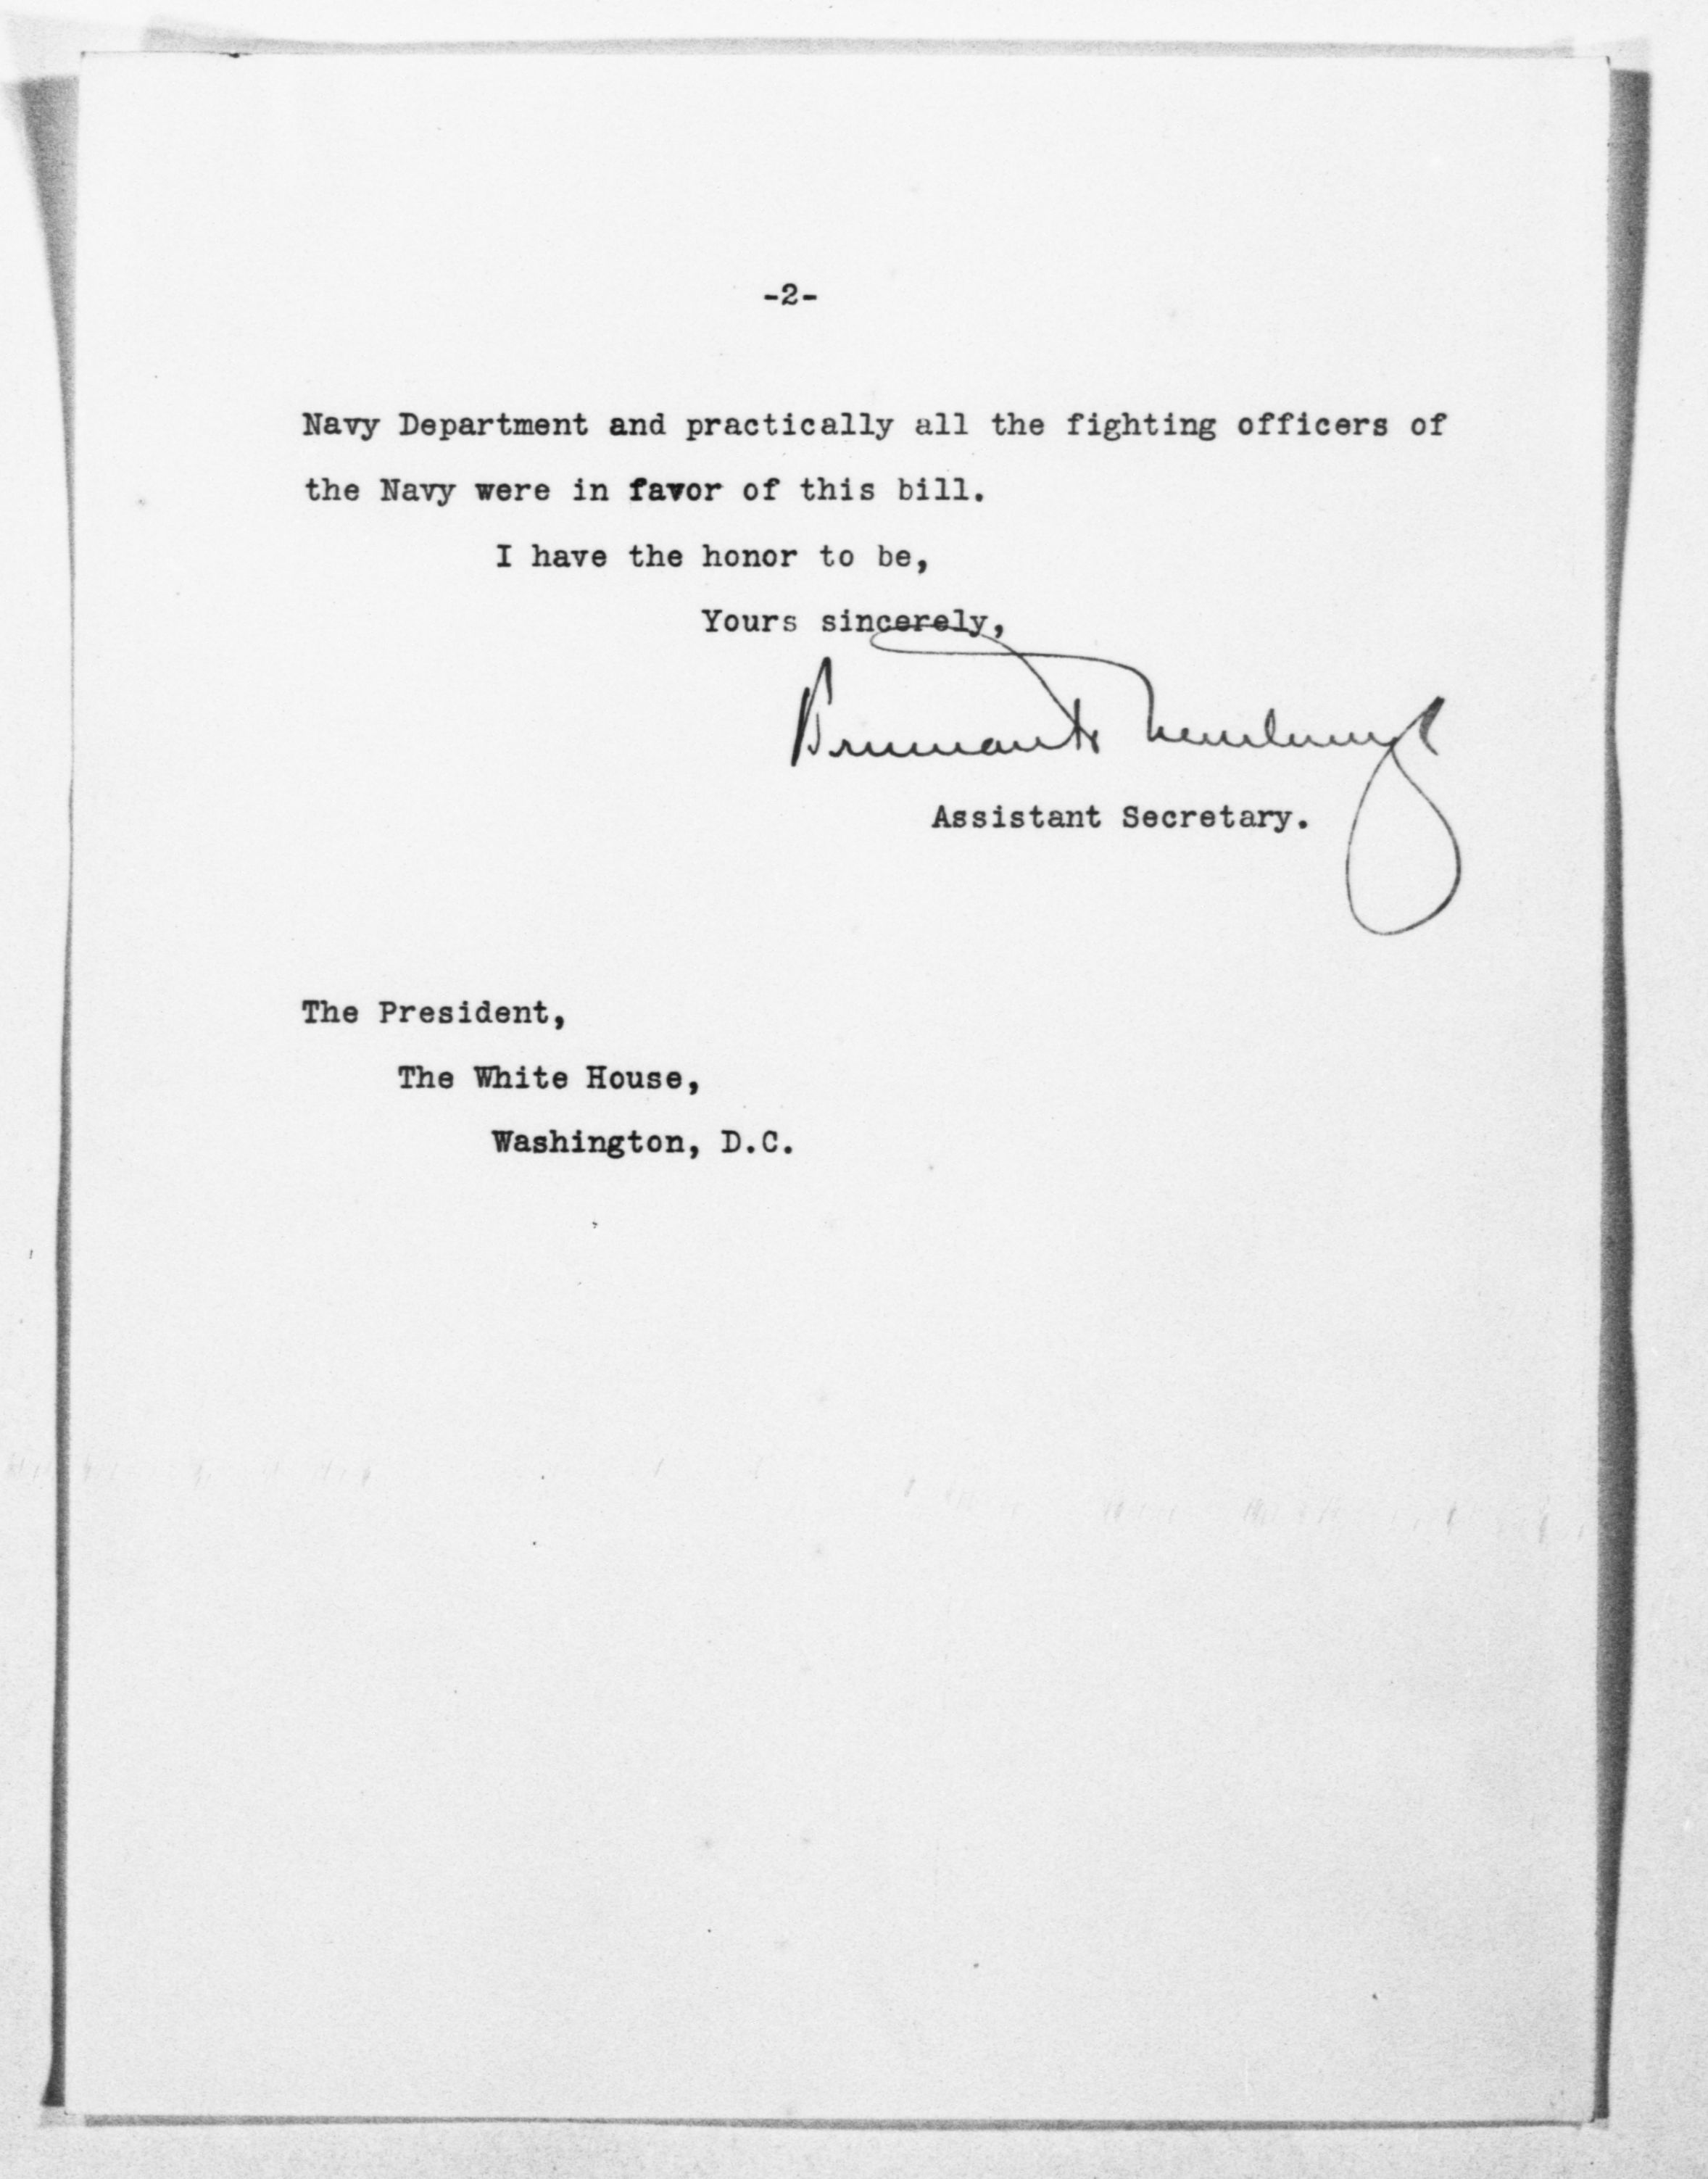 -2-
Navy Department and practically all the fighting officers of
the Navy were in favor of this bill.
I have the honor to be,
Yours sincerely,
Assistant Secretary.
The President,
The White House,
Washington, D.C.